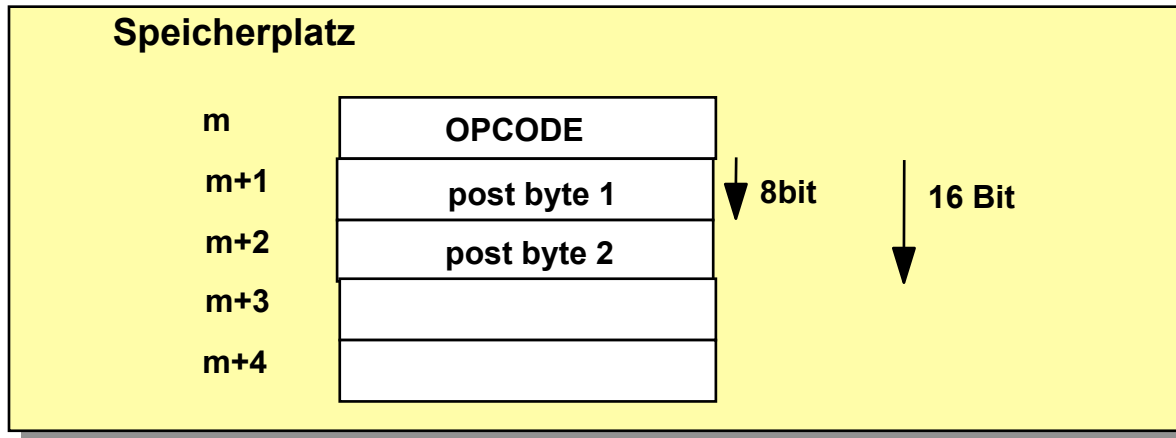 Speicherplatz
m OPCODE
m+1 post byte 1 8bit 16 Bit
m+2 post byte 2
m+3
m+4